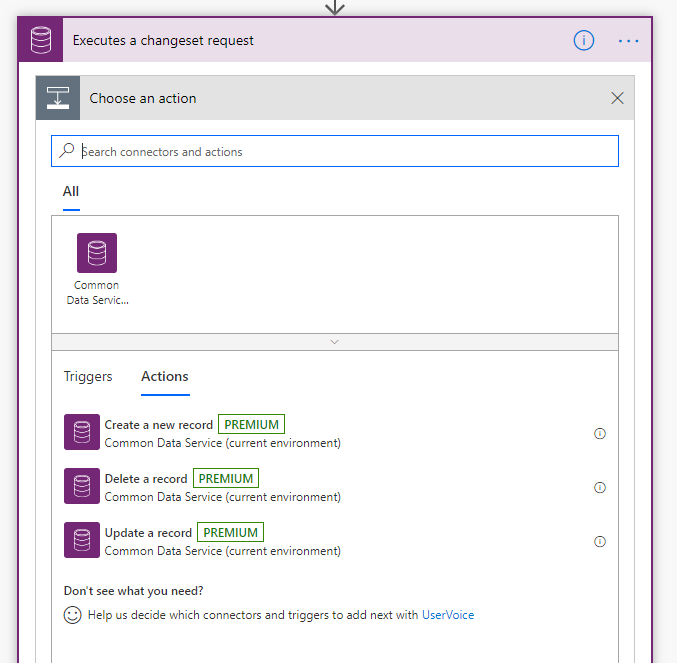 Executes a changeset request
Choose an action
Search connectors and actions
All
Common
Data Servic...
Triggers Actions
Create a new record PREMIUM
Common Data Service (current environment)
Delete a record PREMIUM
Common Data Service (current environment)
Update a record PREMIUM
Common Data Service (current environment)
Don't see what you need?
Help us decide which connectors and triggers to add next with UserVoice